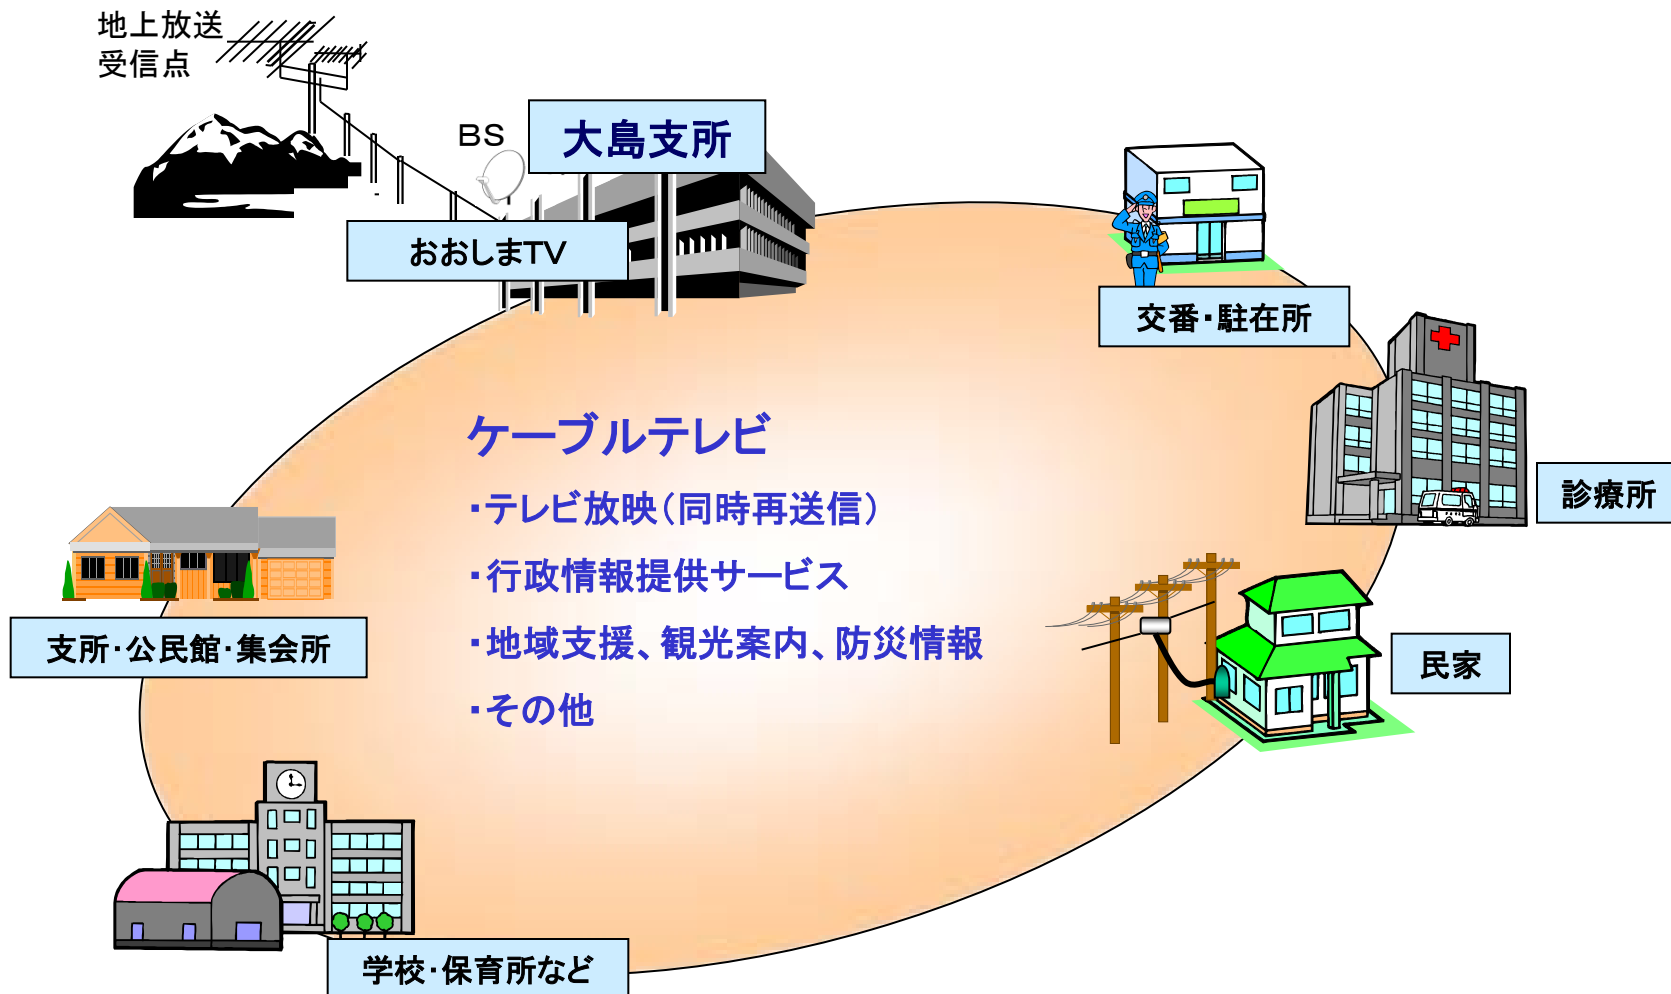 地上放送
受信点
BS
大島支所
おおしまTV
交番・駐在所
診療所
ケーブルテレビ
・テレビ放映（同時再送信）
・行政情報提供サービス
・地域支援、観光案内、防災情報
・その他
支所・公民館・集会所
民家
学校・保育所など